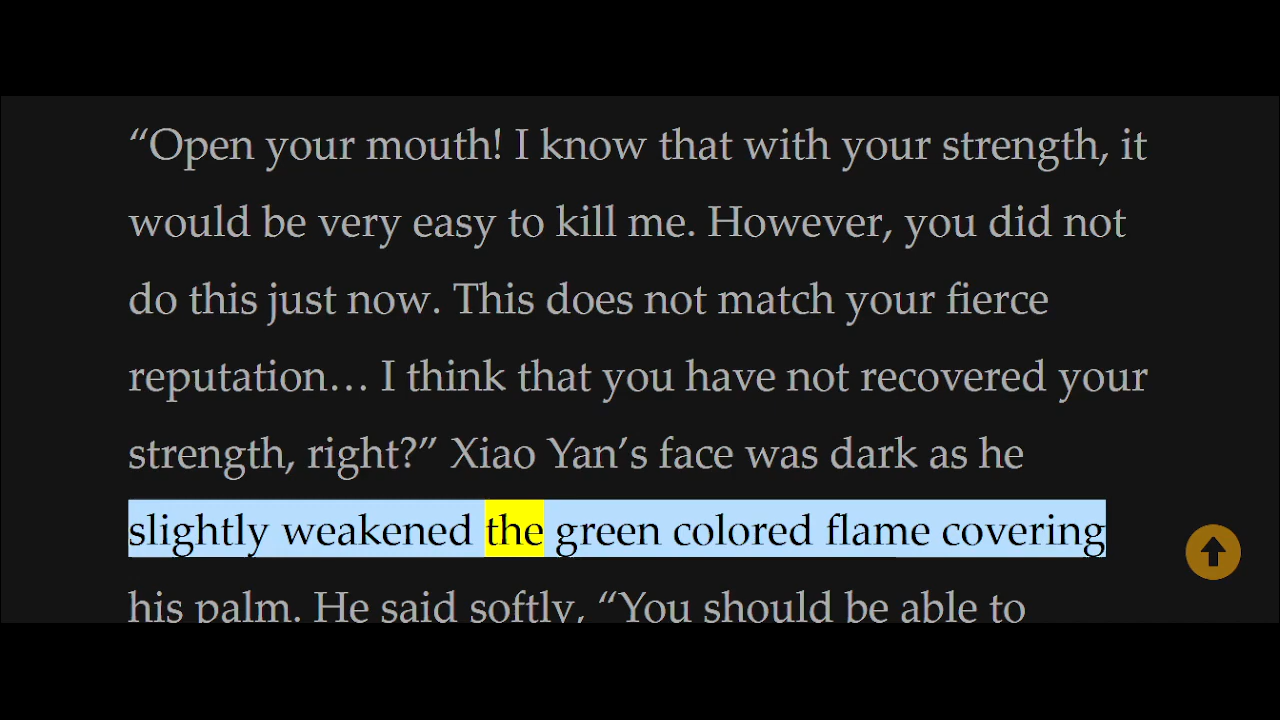 “Open your mouth! I know that with your strength, it
would be very easy to kill me. However, you did not
do this just now. This does not match your fierce
reputation… I think that you have not recovered your
strength, right?” Xiao Yan’s face was dark as he
slightly weakened the green colored flame covering
his palm. He said softly, “You should be able to